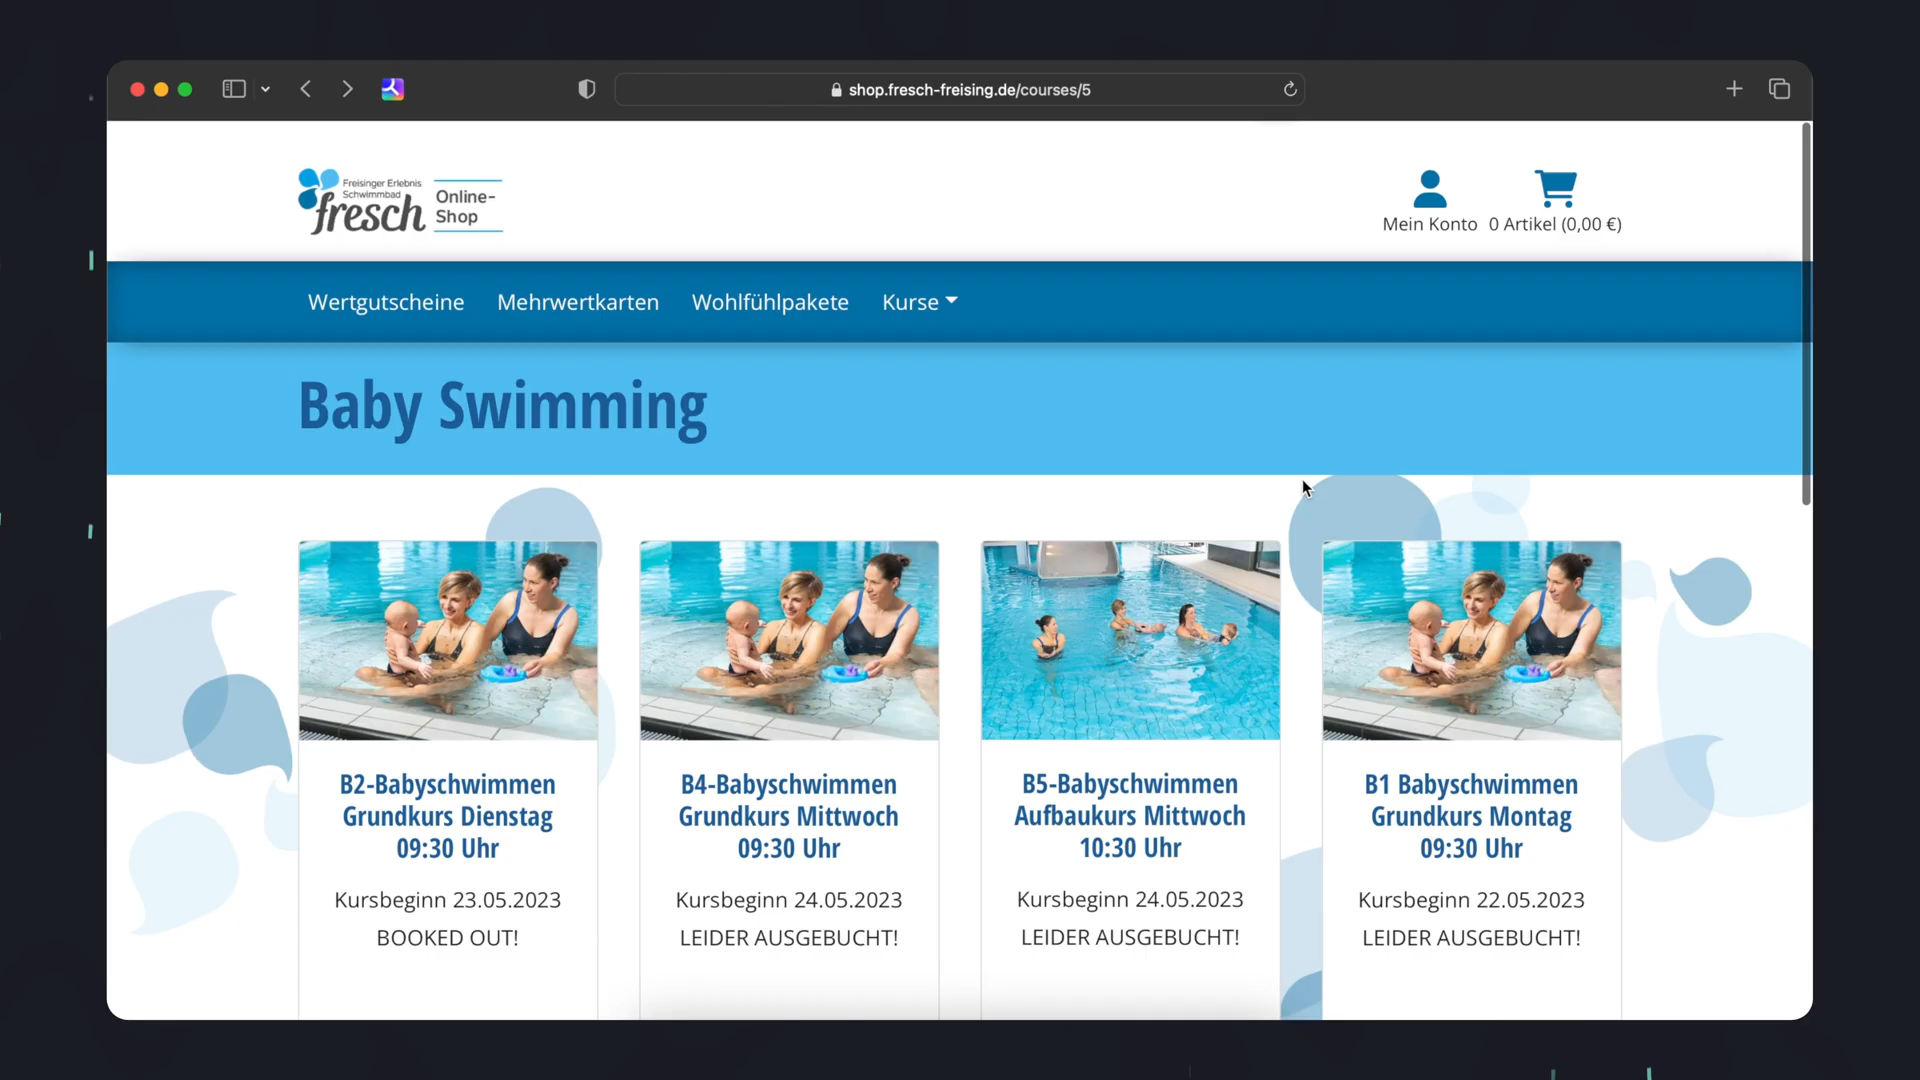 shop.fresch-freising.de/courses/5
Freisinger Erlebnis
Schwimmbad
fresch
Online-
Shop
Mein Konto
0 Artikel (0,00 €)
Wertgutscheine
Mehrwertkarten
Wohlfühlpakete
Kurse
Baby Swimming
B2-Babyschwimmen
Grundkurs Dienstag
09:30 Uhr
Kursbeginn 23.05.2023
BOOKED OUT!
B4-Babyschwimmen
Grundkurs Mittwoch
09:30 Uhr
Kursbeginn 24.05.2023
LEIDER AUSGEBUCHT!
B5-Babyschwimmen
Aufbaukurs Mittwoch
10:30 Uhr
Kursbeginn 24.05.2023
LEIDER AUSGEBUCHT!
B1 Babyschwimmen
Grundkurs Montag
09:30 Uhr
Kursbeginn 22.05.2023
LEIDER AUSGEBUCHT!